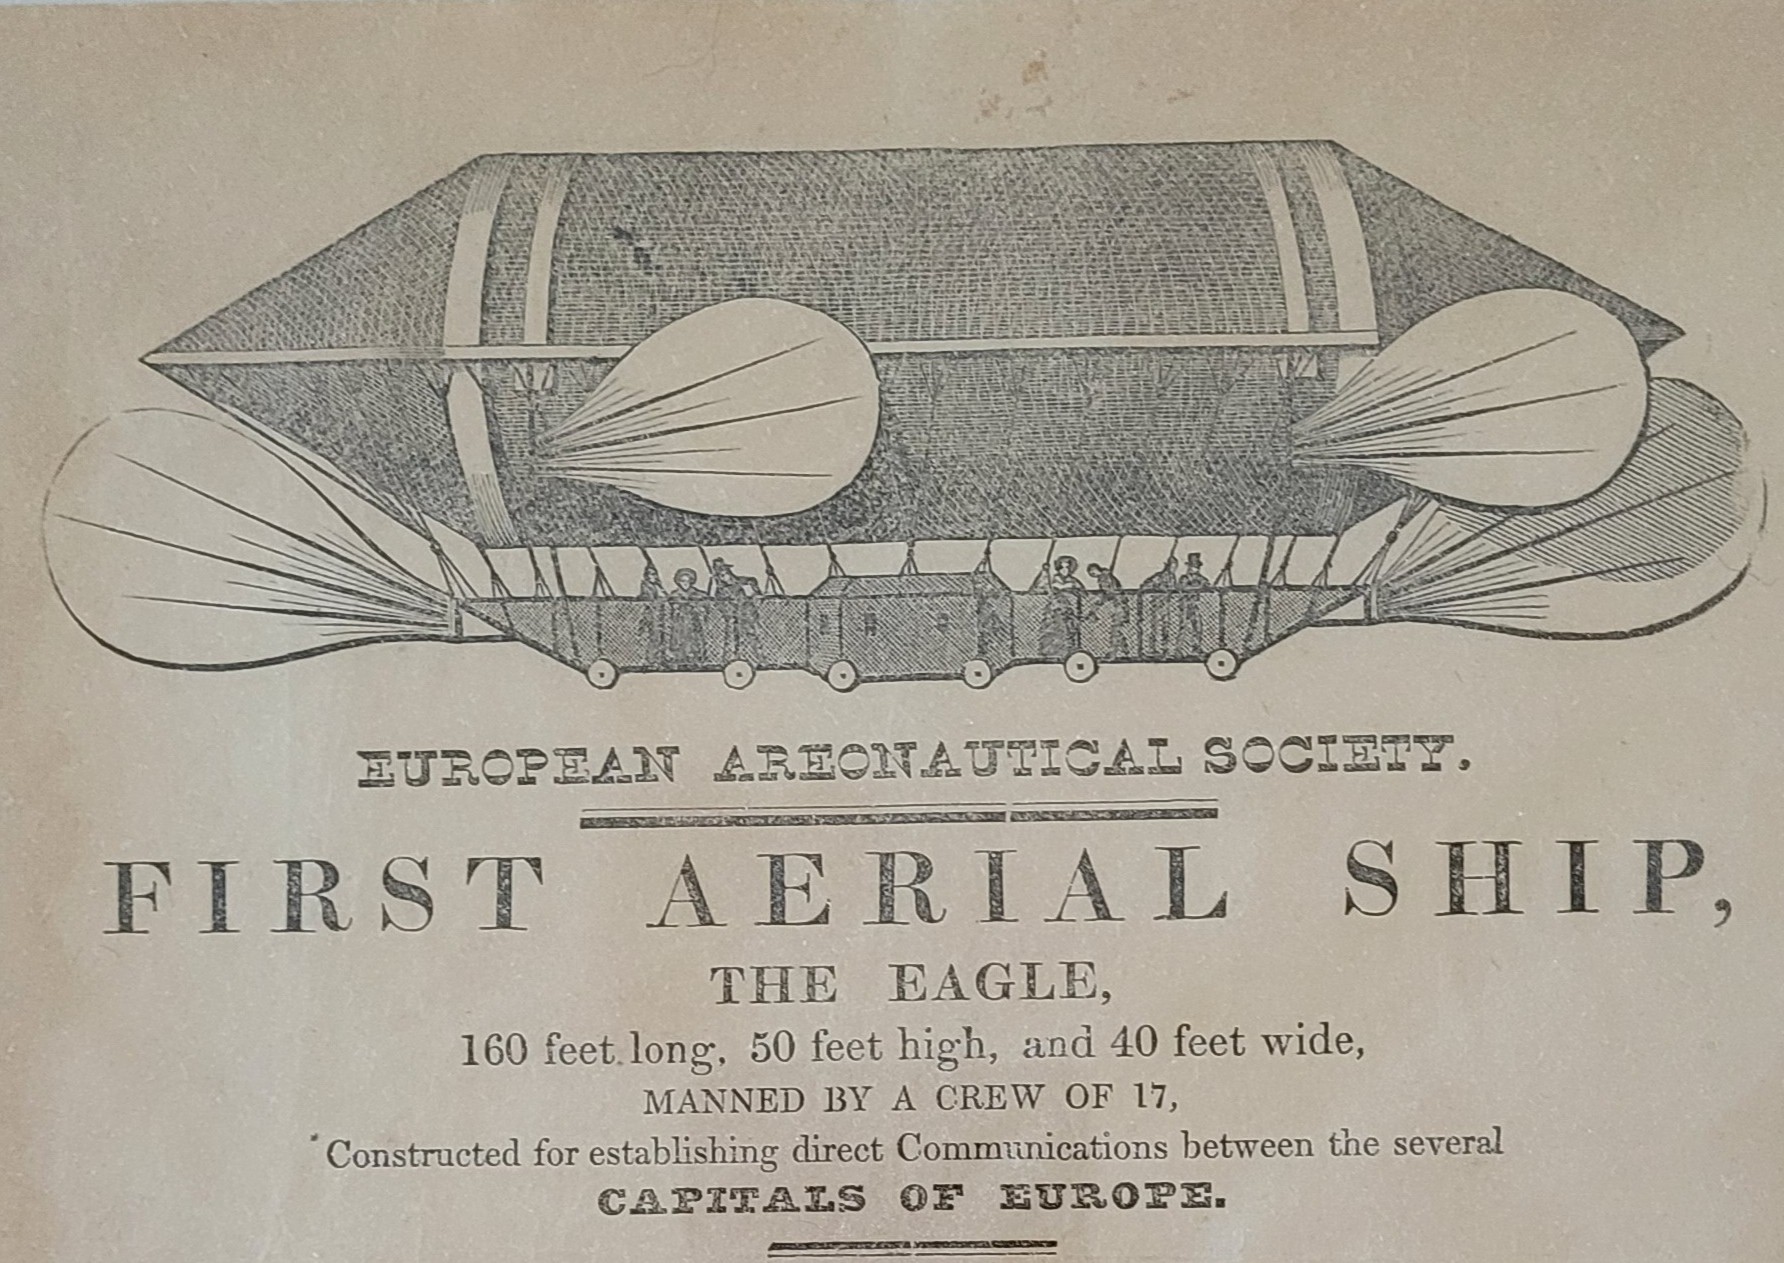 EUROPEAN AREONAUTICAL SOCIETY.
FIRST AERIAL SHIP,
THE EAGLE,
160 feet long, 50 feet high, and 40 feet wide,
MANNED BY A CREW OF 17,
Constructed for establishing direct Communications between the several
CAPITALS OF EUROPE.